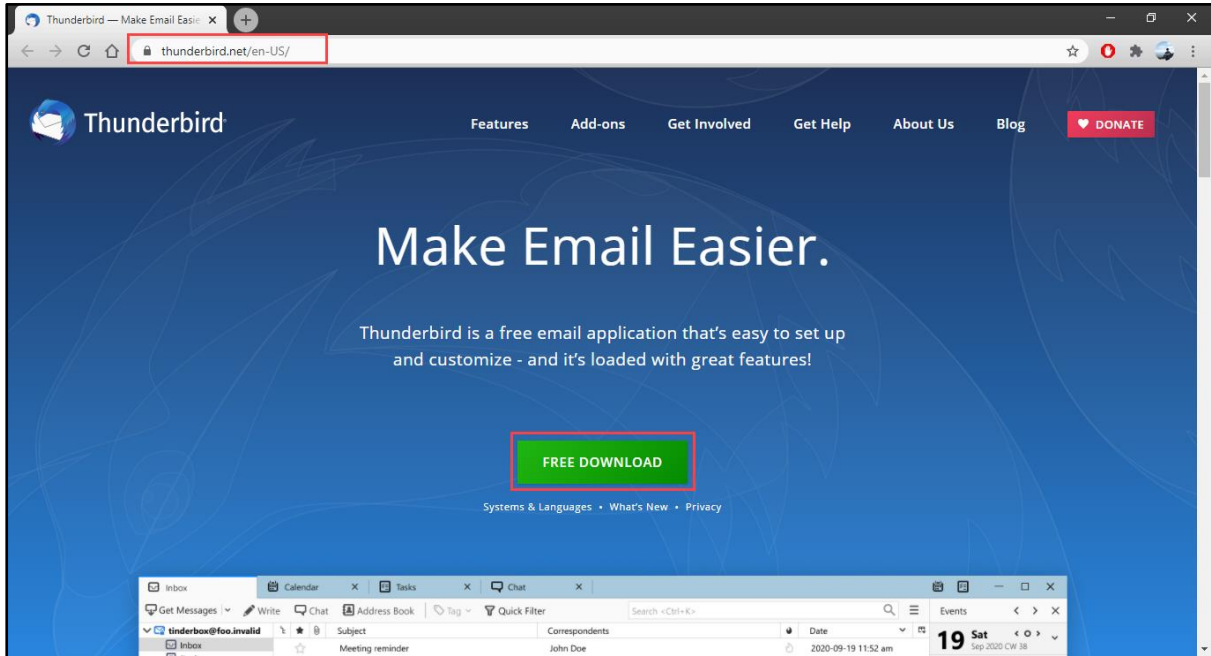 Thunderbird — Make Email Easie
thunderbird.net/en-US/
Thunderbird
Features Add-ons Get Involved Get Help About Us Blog DONATE
Make Email Easier.
Thunderbird is a free email application that's easy to set up
and customize - and it's loaded with great features!
FREE DOWNLOAD
Systems & Languages • What's New • Privacy
Inbox Calendar Tasks Chat
Get Messages Write Chat Address Book Tag Quick Filter Search <Ctrl+K> Events
tinderbox@foo.invalid Subject Correspondents Date 19 Sat
Sep 2020 CW 38
Inbox Meeting reminder John Doe 2020-09-19 11:52 am